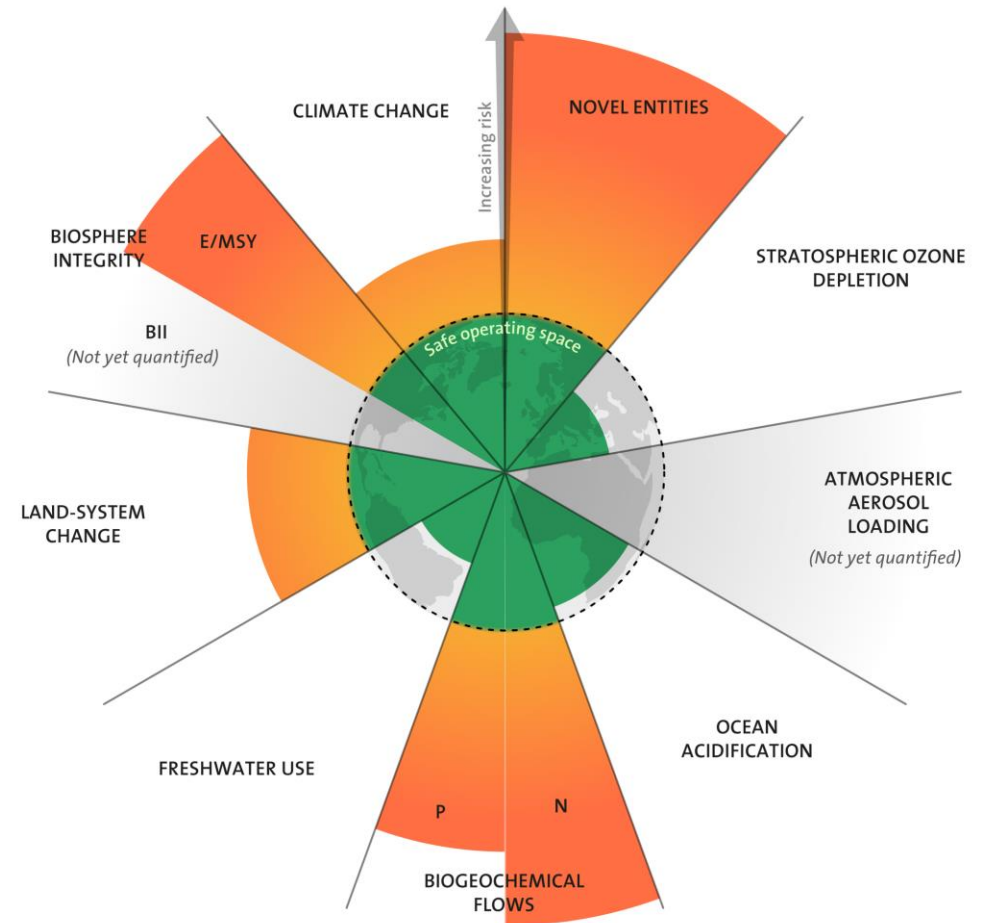 CLIMATE CHANGE
NOVEL ENTITIES
Increasing risk
BIOSPHERE
INTEGRITY
E/MSY
STRATOSPHERIC OZONE
DEPLETION
BII
(Not yet quantified)
Safe operating space
LAND-SYSTEM
CHANGE
ATMOSPHERIC
AEROSOL
LOADING
(Not yet quantified)
OCEAN
ACIDIFICATION
FRESHWATER USE
P
N
BIOGEOCHEMICAL
FLOWS